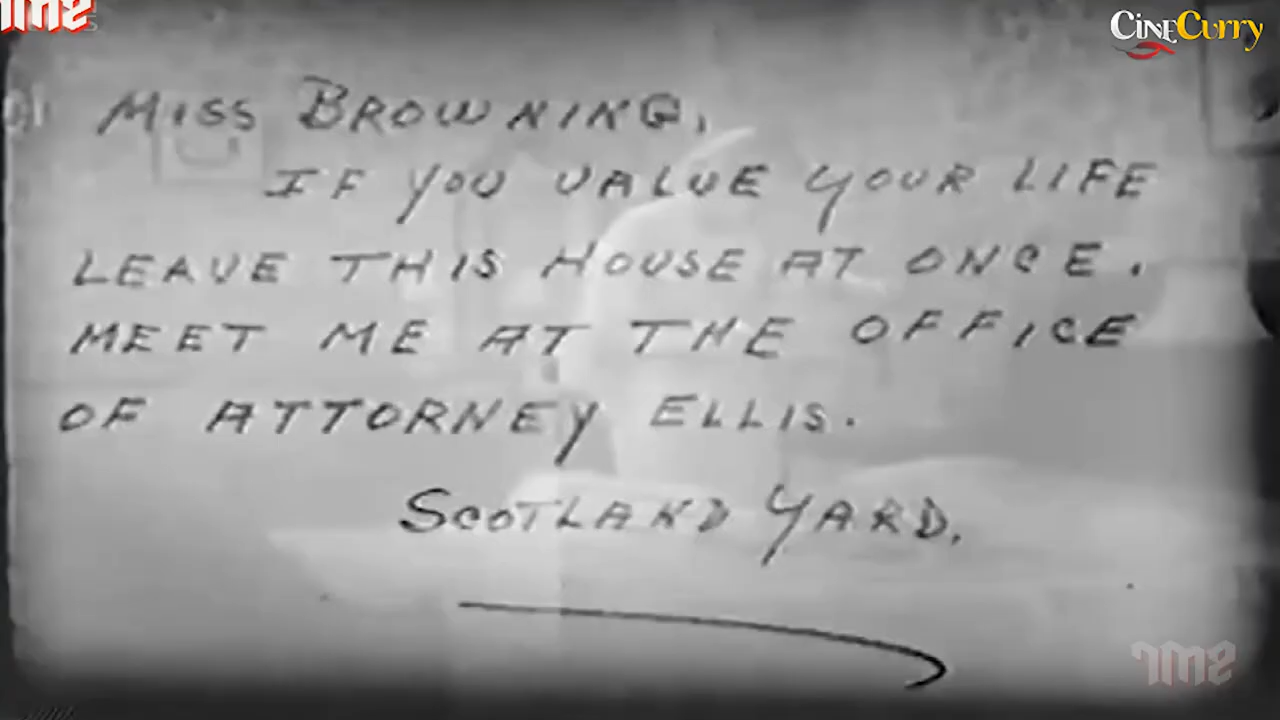 CINECURRY
MISS BROWNING,
IF YOU VALUE YOUR LIFE
LEAVE THIS HOUSE AT ONCE.
MEET ME AT THE OFFICE
OF ATTORNEY ELLIS.
SCOTLAND YARD.